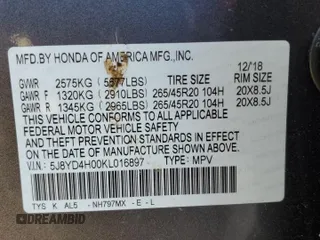 MFD.BY HONDA OF AMERICA MFG.,INC.
12/18
GVWR 2575KG (5677LBS) TIRE SIZE RIM SIZE
GAWR F 1320KG (2910LBS) 265/45R20 104H 20X8.5J
GAWR R 1345KG (2965LBS) 265/45R20 104H 20X8.5J
THIS VEHICLE CONFORMS TO ALL APPLICABLE
FEDERAL MOTOR VEHICLE SAFETY, BUMPER,
AND THEFT PREVENTION STANDARDS IN EFFECT ON
THE DATE OF MANUFACTURE SHOWN ABOVE.
V.I.N.: 5J8YD4H00KL016897 TYPE: MPV
TYS K AL5 - NH797MX - E - L